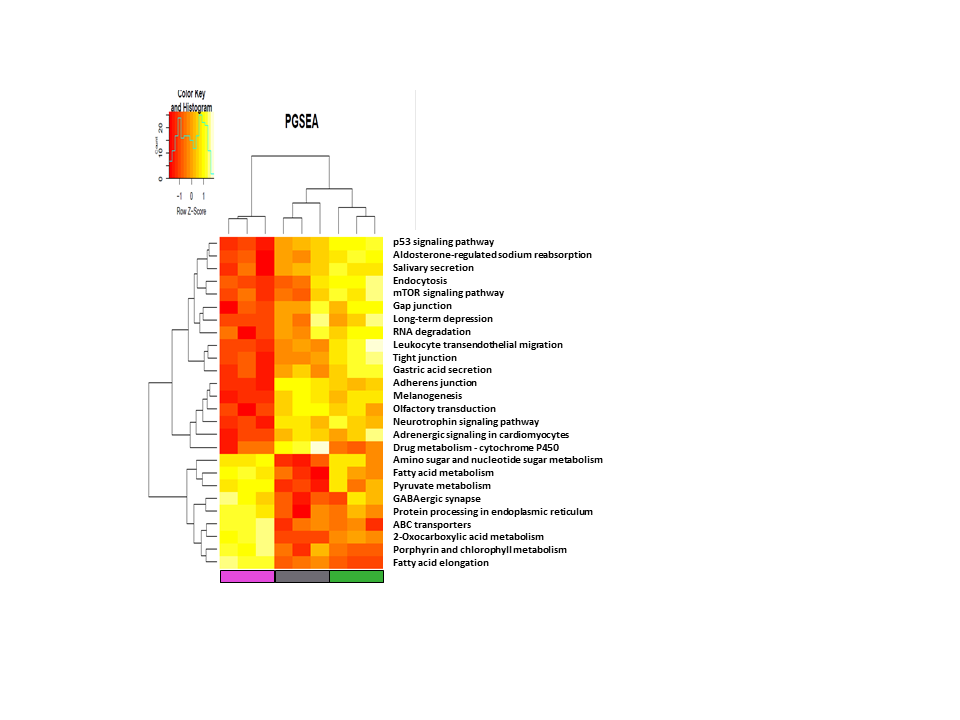 Color Key
and Histogram
Count
0 10 20
-1 0 1
Row Z-Score
PGSEA
p53 signaling pathway
Aldosterone-regulated sodium reabsorption
Salivary secretion
Endocytosis
mTOR signaling pathway
Gap junction
Long-term depression
RNA degradation
Leukocyte transendothelial migration
Tight junction
Gastric acid secretion
Adherens junction
Melanogenesis
Olfactory transduction
Neurotrophin signaling pathway
Adrenergic signaling in cardiomyocytes
Drug metabolism - cytochrome P450
Amino sugar and nucleotide sugar metabolism
Fatty acid metabolism
Pyruvate metabolism
GABAergic synapse
Protein processing in endoplasmic reticulum
ABC transporters
2-Oxocarboxylic acid metabolism
Porphyrin and chlorophyll metabolism
Fatty acid elongation